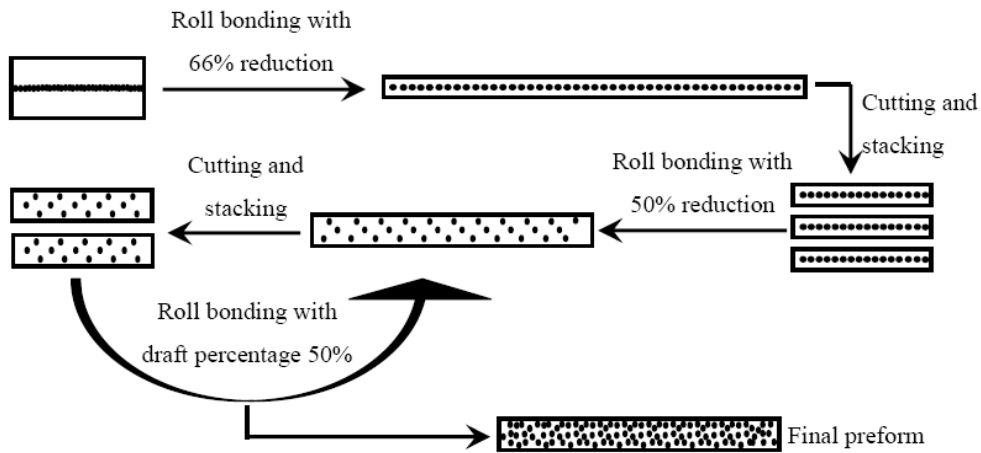 Roll bonding with
66% reduction
Cutting and
stacking
Roll bonding with
50% reduction
Cutting and
stacking
Roll bonding with
draft percentage 50%
Final preform